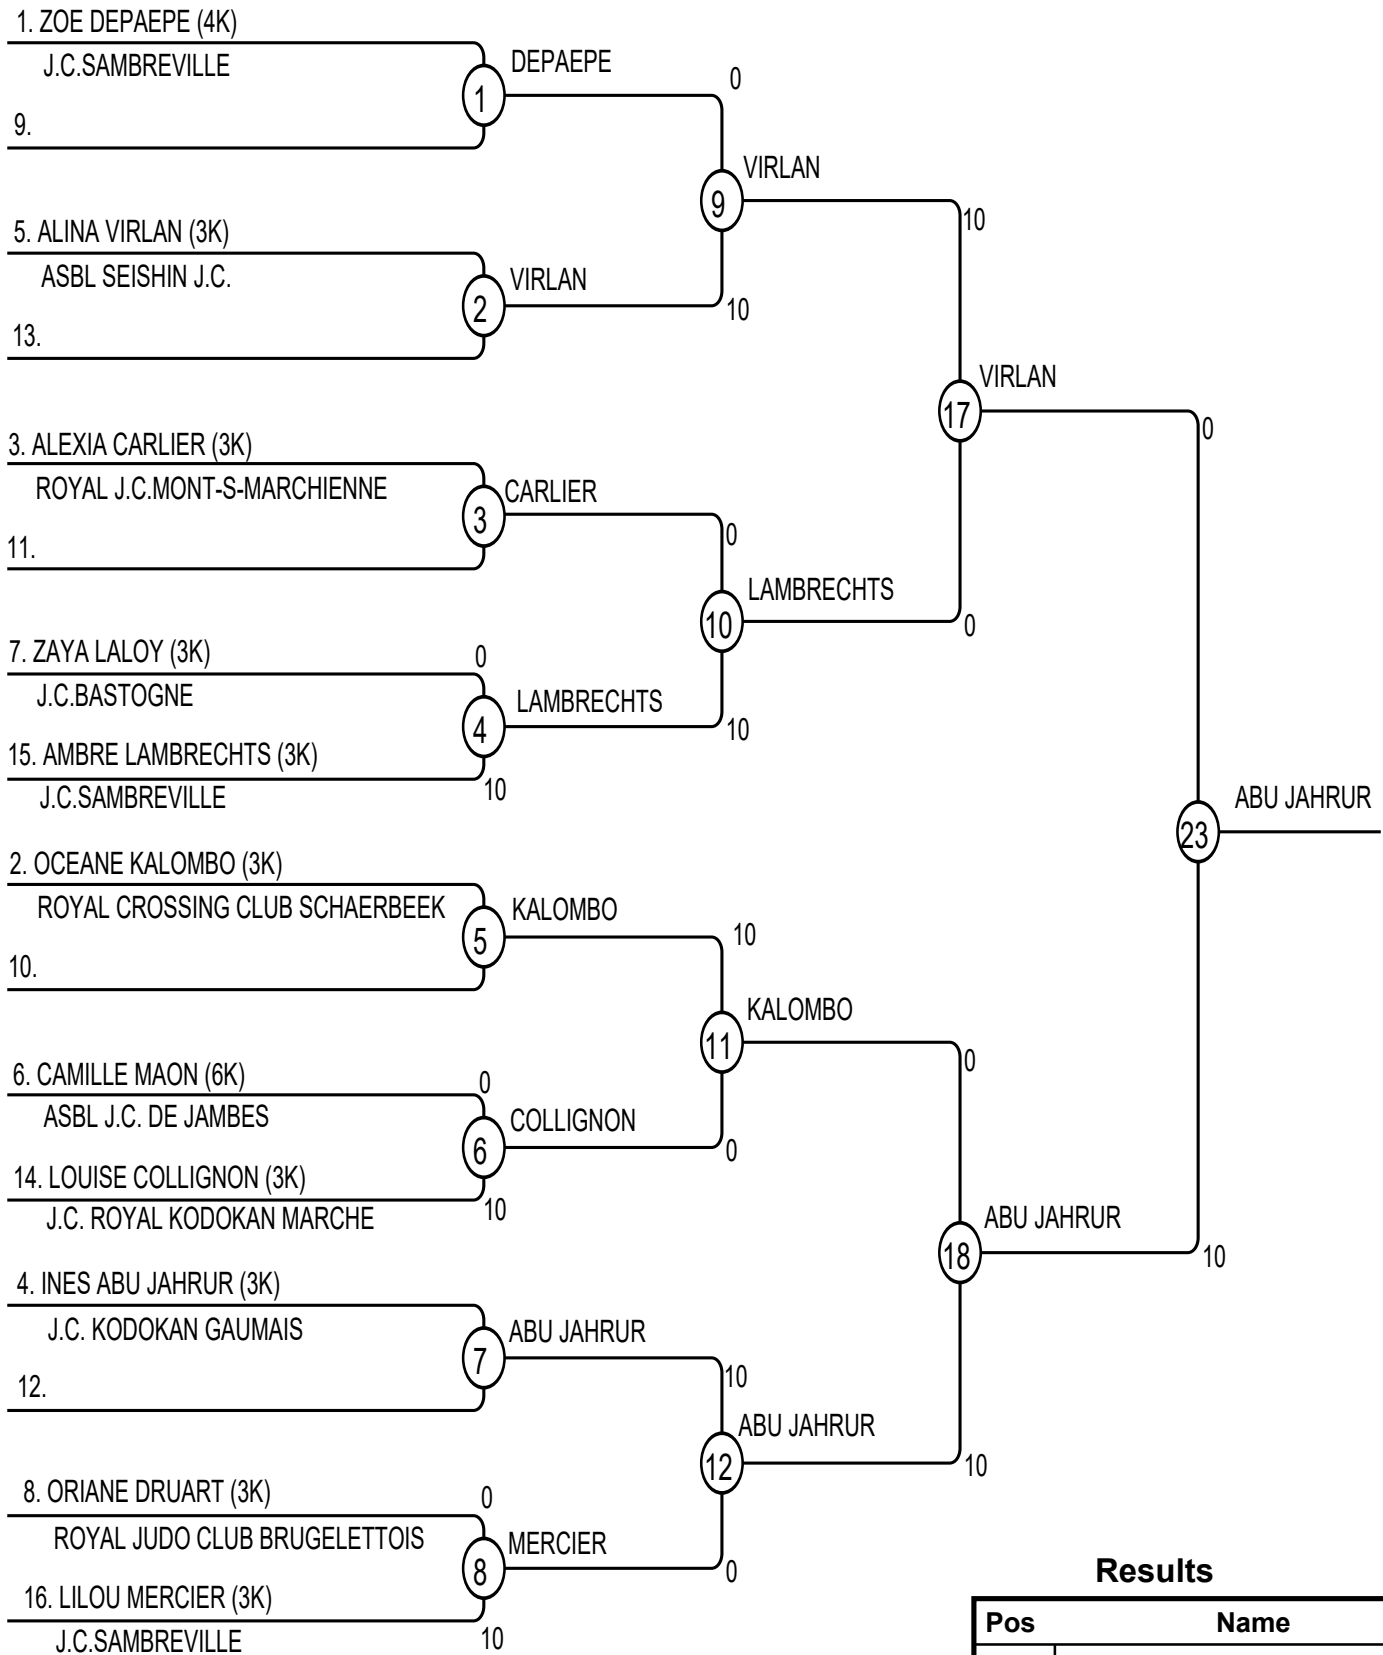 1. ZOE DEPAEPE (4K)
J.C.SAMBREVILLE
9.
1
DEPAEPE
0
5. ALINA VIRLAN (3K)
ASBL SEISHIN J.C.
13.
2
VIRLAN
10
9
VIRLAN
10
3. ALEXIA CARLIER (3K)
ROYAL J.C.MONT-S-MARCHIENNE
11.
3
CARLIER
0
7. ZAYA LALOY (3K)
0
J.C.BASTOGNE
4
LAMBRECHTS
10
15. AMBRE LAMBRECHTS (3K)
10
J.C.SAMBREVILLE
10
LAMBRECHTS
0
17
VIRLAN
0
2. OCEANE KALOMBO (3K)
ROYAL CROSSING CLUB SCHAERBEEK
10.
5
KALOMBO
10
6. CAMILLE MAON (6K)
0
ASBL J.C. DE JAMBES
6
COLLIGNON
0
14. LOUISE COLLIGNON (3K)
10
J.C. ROYAL KODOKAN MARCHE
11
KALOMBO
0
4. INES ABU JAHRUR (3K)
J.C. KODOKAN GAUMAIS
12.
7
ABU JAHRUR
10
8. ORIANE DRUART (3K)
0
ROYAL JUDO CLUB BRUGELETTOIS
8
MERCIER
0
16. LILOU MERCIER (3K)
10
J.C.SAMBREVILLE
12
ABU JAHRUR
10
18
ABU JAHRUR
10
23
ABU JAHRUR
Results
Pos Name